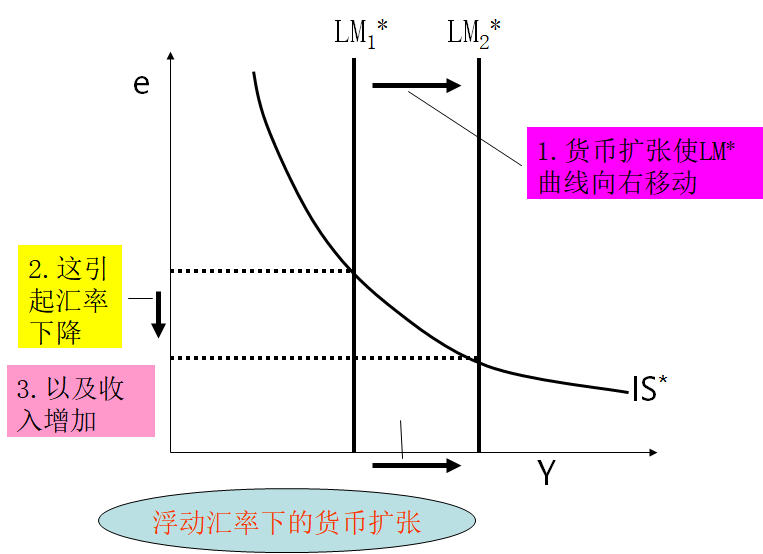 LM1*
LM2*
e
1.货币扩张使LM*
曲线向右移动
2.这引
起汇率
下降
3.以及收
入增加
IS*
Y
浮动汇率下的货币扩张